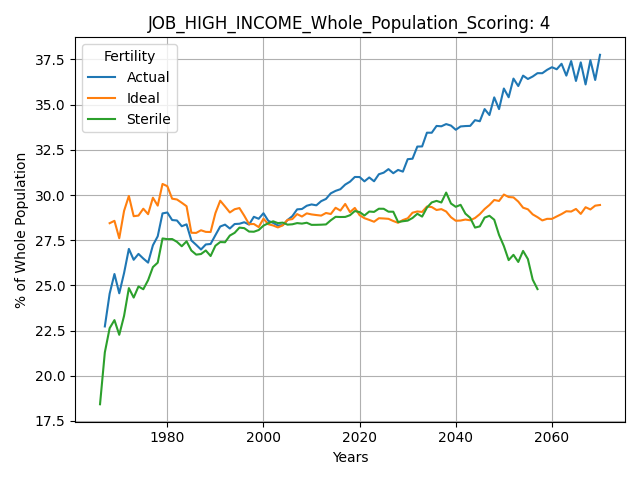 JOB_HIGH_INCOME_Whole_Population_Scoring: 4
Fertility
Actual
Ideal
Sterile
% of Whole Population
37.5
35.0
32.5
30.0
27.5
25.0
22.5
20.0
17.5
1980 2000 2020 2040 2060
Years